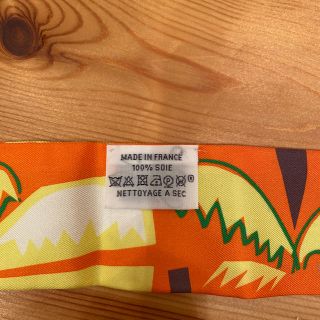 MADE IN FRANCE
100% SOIE
NETTOYAGE A SEC